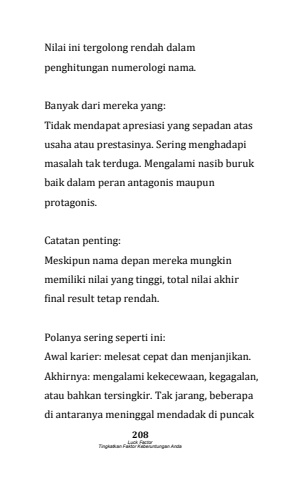 Nilai ini tergolong rendah dalam
penghitungan numerologi nama.
Banyak dari mereka yang:
Tidak mendapat apresiasi yang sepadan atas
usaha atau prestasinya. Sering menghadapi
masalah tak terduga. Mengalami nasib buruk
baik dalam peran antagonis maupun
protagonis.
Catatan penting:
Meskipun nama depan mereka mungkin
memiliki nilai yang tinggi, total nilai akhir
final result tetap rendah.
Polanya sering seperti ini:
Awal karier: melesat cepat dan menjanjikan.
Akhirnya: mengalami kekecewaan, kegagalan,
atau bahkan tersingkir. Tak jarang, beberapa
di antaranya meninggal mendadak di puncak
208
Luck Factor
Tingkatkan Faktor Keberuntungan Anda